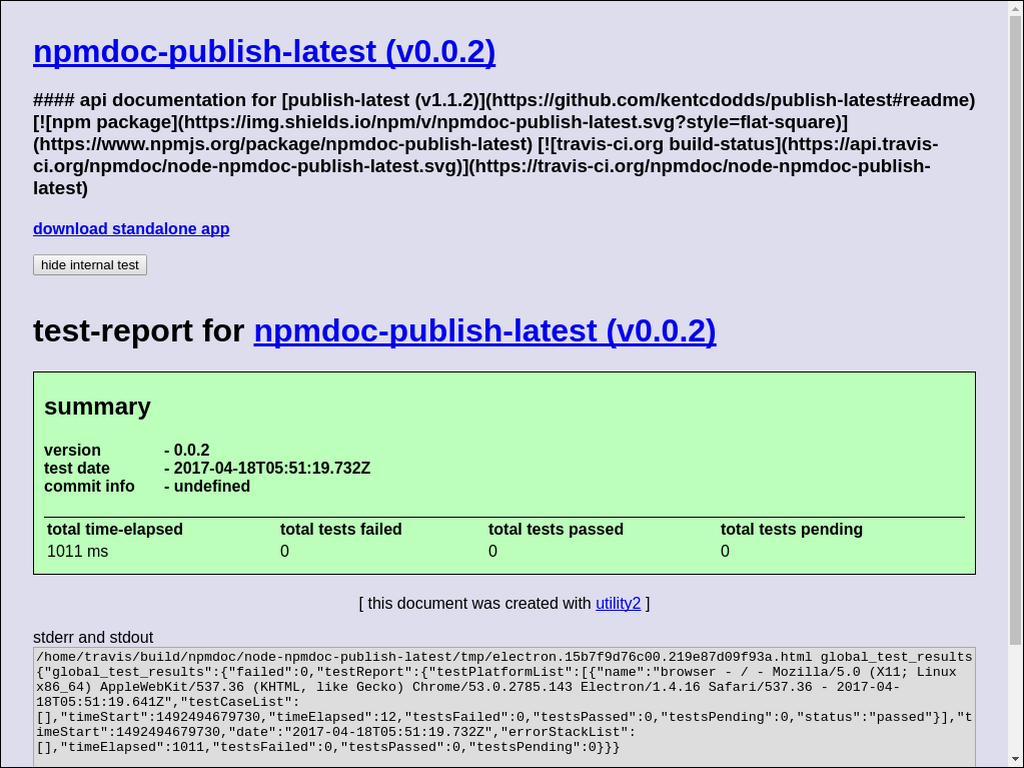 npmdoc-publish-latest (v0.0.2)
#### api documentation for [publish-latest (v1.1.2)](https://github.com/kentcdodds/publish-latest#readme)
[![npm package](https://img.shields.io/npm/v/npmdoc-publish-latest.svg?style=flat-square)]
(https://www.npmjs.org/package/npmdoc-publish-latest) [![travis-ci.org build-status](https://api.travis-
ci.org/npmdoc/node-npmdoc-publish-latest.svg)](https://travis-ci.org/npmdoc/node-npmdoc-publish-
latest)
download standalone app
hide internal test
test-report for npmdoc-publish-latest (v0.0.2)
summary
version - 0.0.2
test date - 2017-04-18T05:51:19.732Z
commit info - undefined
total time-elapsed total tests failed total tests passed total tests pending
1011 ms 0 0 0
[ this document was created with utility2 ]
stderr and stdout
/home/travis/build/npmdoc/node-npmdoc-publish-latest/tmp/electron.15b7f9d76c00.219e87d09f93a.html global_test_results
{"global_test_results":{"failed":0,"testReport":{"testPlatformList":[{"name":"browser - / - Mozilla/5.0 (X11; Linux
x86_64) AppleWebKit/537.36 (KHTML, like Gecko) Chrome/53.0.2785.143 Electron/1.4.16 Safari/537.36 - 2017-04-
18T05:51:19.641Z","testCaseList":
[],"timeStart":1492494679730,"timeElapsed":12,"testsFailed":0,"testsPassed":0,"testsPending":0,"status":"passed"}],"t
imeStart":1492494679730,"date":"2017-04-18T05:51:19.732Z","errorStackList":
[],"timeElapsed":1011,"testsFailed":0,"testsPassed":0,"testsPending":0}}}